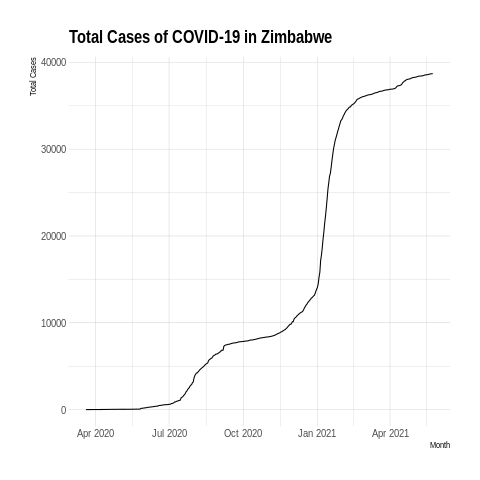 Total Cases of COVID-19 in Zimbabwe
Total Cases
40000
30000
20000
10000
0
Apr 2020 Jul 2020 Oct 2020 Jan 2021 Apr 2021
Month